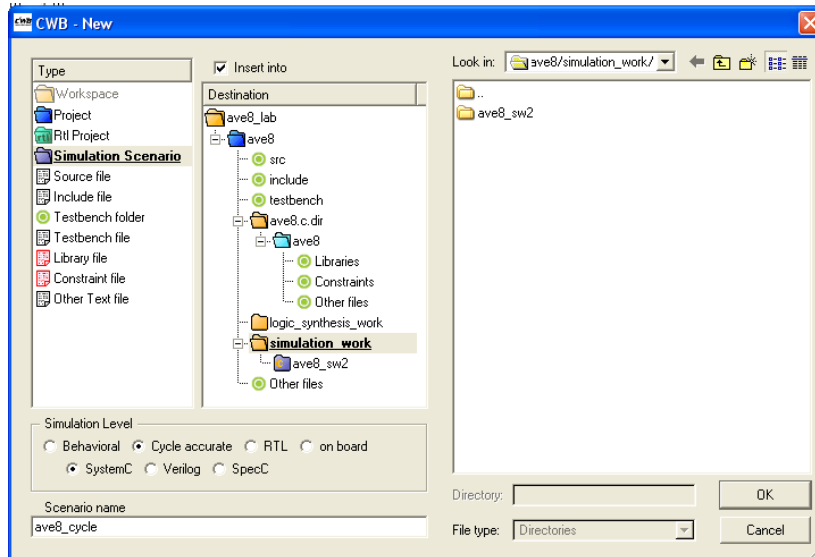 CWB - New
Type
Workspace
Project
Rtl Project
Simulation Scenario
Source file
Include file
Testbench folder
Testbench file
Library file
Constraint file
Other Text file
Insert into
Destination
ave8_lab
ave8
src
include
testbench
ave8.c.dir
ave8
Libraries
Constraints
Other files
logic_synthesis_work
simulation_work
ave8_sw2
Other files
Look in: ave8/simulation_work/
..
ave8_sw2
Simulation Level
Behavioral Cycle accurate RTL on board
SystemC Verilog SpecC
Scenario name
ave8_cycle
Directory:
File type: Directories
OK
Cancel